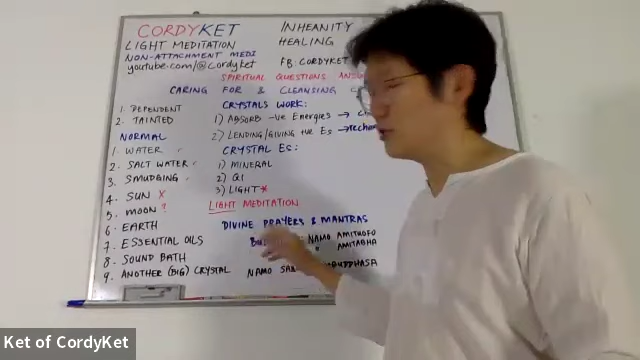 CORDYKET
INHEANITY
LIGHT MEDITATION
HEALING
NON-ATTACHMENT MEDI
youtube.com/@Cordyket
FB: CORDYKET
SPIRITUAL QUESTIONS
CARING FOR & CLEANSING
1. DEPENDENT
2. TAINTED
NORMAL
1. WATER
2. SALT WATER
3. SMUDGING
4. SUN X
5. MOON ?
6. EARTH
7. ESSENTIAL OILS
8. SOUND BATH
9. ANOTHER (BIG) CRYSTAL
CRYSTALS WORK:
1) ABSORB -ve Energies →
2) LENDING/GIVING +ve Es →
CRYSTAL Es:
1) MINERAL
2) QI
3) LIGHT *
LIGHT MEDITATION
DIVINE PRAYERS & MANTRAS
NAMO AMITHOFO
" AMITABHA
NAMO
Ket of CordyKet